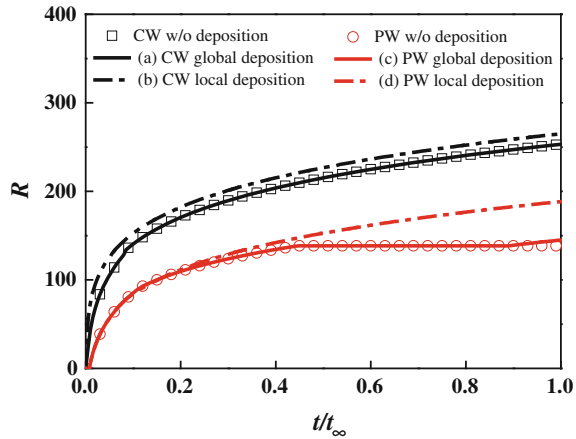 CW w/o deposition PW w/o deposition
(a) CW global deposition (c) PW global deposition
(b) CW local deposition (d) PW local deposition
400
300
200
100
0
R
0.0 0.2 0.4 0.6 0.8 1.0
t/t∞